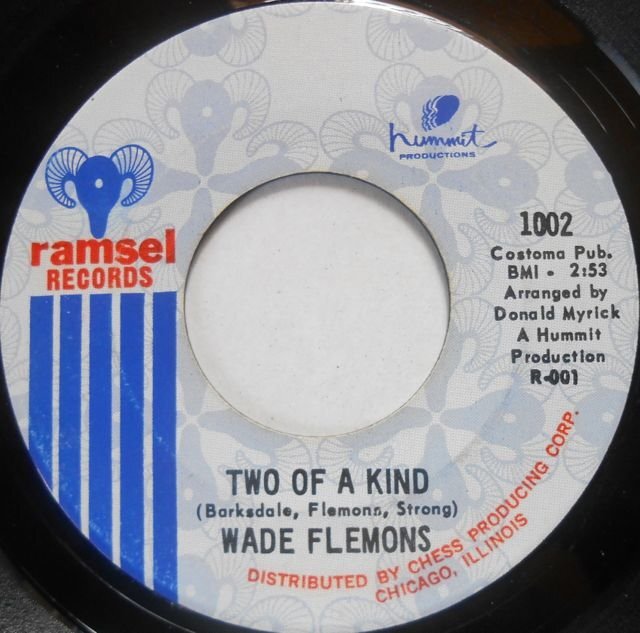 hummit
PRODUCTIONS
ramsel
RECORDS
1002
Costoma Pub.
BMI - 2:53
Arranged by
Donald Myrick
A Hummit
Production
R-001
TWO OF A KIND
(Barksdale, Flemons, Strong)
WADE FLEMONS
DISTRIBUTED BY CHESS PRODUCING CORP.
CHICAGO, ILLINOIS